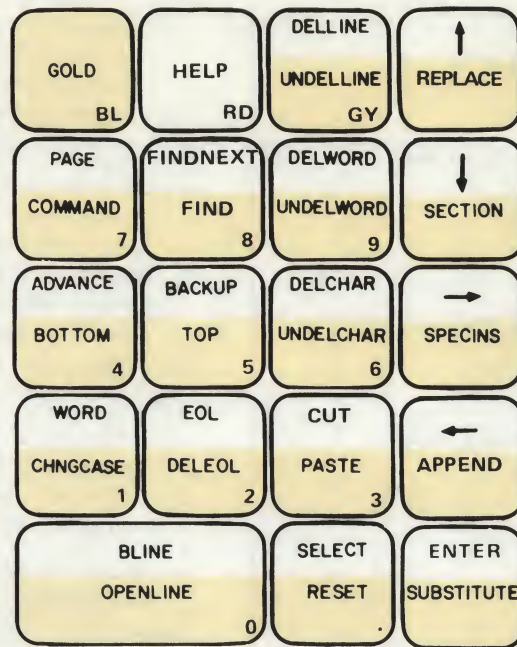 GOLD
BL
HELP
RD
DELLINE
UNDELLINE
GY
↑
REPLACE
PAGE
COMMAND
7
FINDNEXT
FIND
8
DELWORD
UNDELWORD
9
↓
SECTION
ADVANCE
BOTTOM
4
BACKUP
TOP
5
DELCHAR
UNDELCHAR
6
→
SPECINS
WORD
CHNGCASE
1
EOL
DELEOL
2
CUT
PASTE
3
←
APPEND
BLINE
OPENLINE
0
SELECT
RESET
.
ENTER
SUBSTITUTE